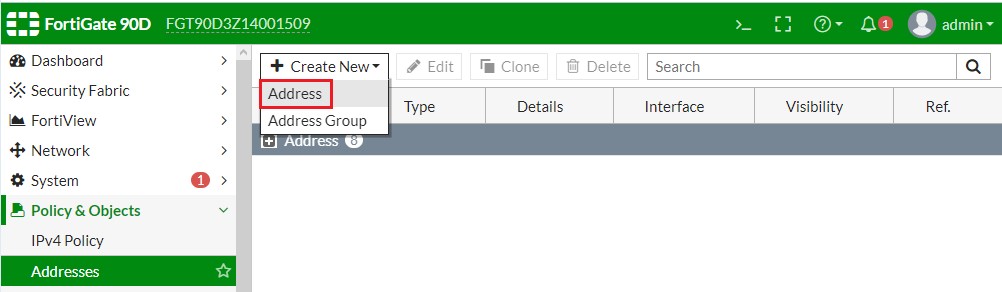 FortiGate 90D FGT90D3Z14001509 >_ ? 1 admin
Dashboard
Security Fabric
FortiView
Network
System 1
Policy & Objects
IPv4 Policy
Addresses
+ Create New Edit Clone Delete Search
Address
Address Group
Type Details Interface Visibility Ref.
Address 8